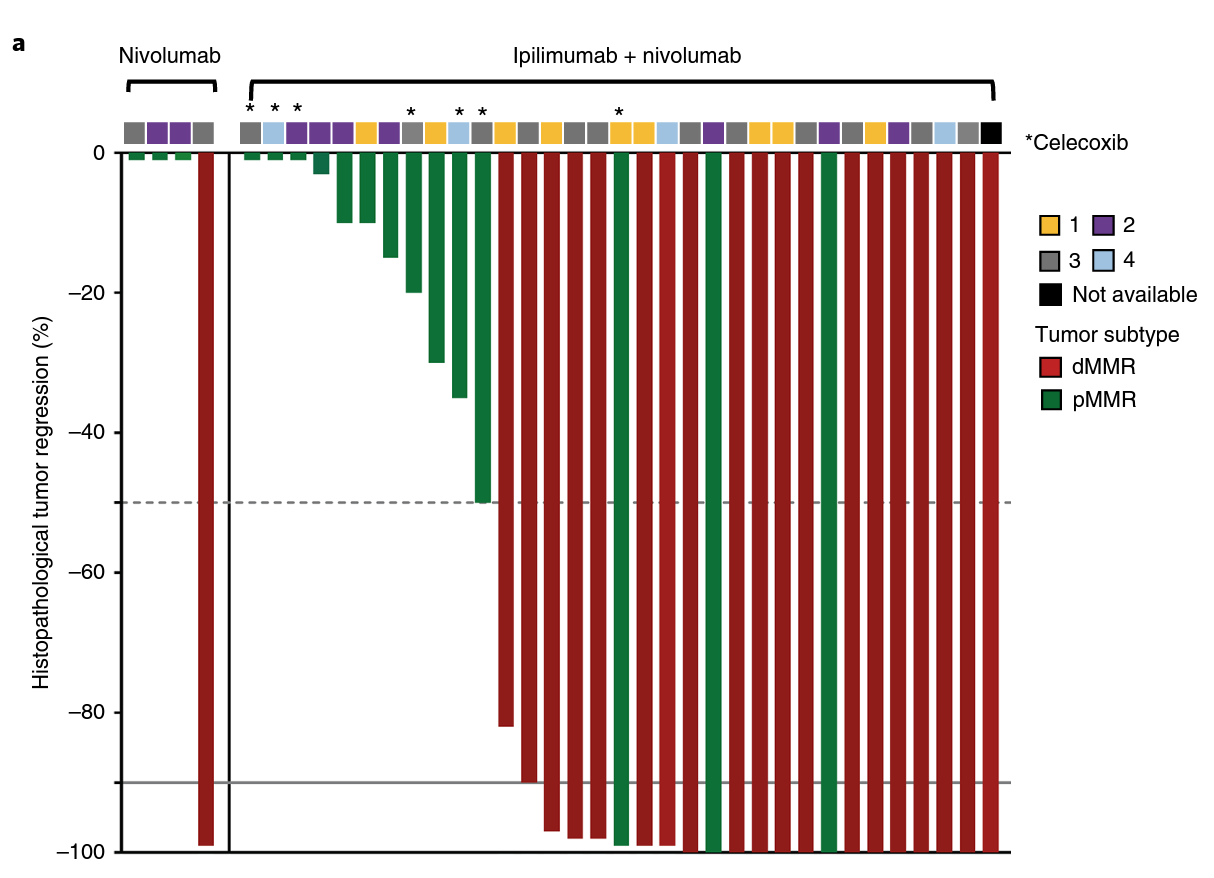 a
Nivolumab
Ipilimumab + nivolumab
* * * * * * *
*Celecoxib
0
–20
–40
–60
–80
–100
Histopathological tumor regression (%)
1 2
3 4
Not available
Tumor subtype
dMMR
pMMR